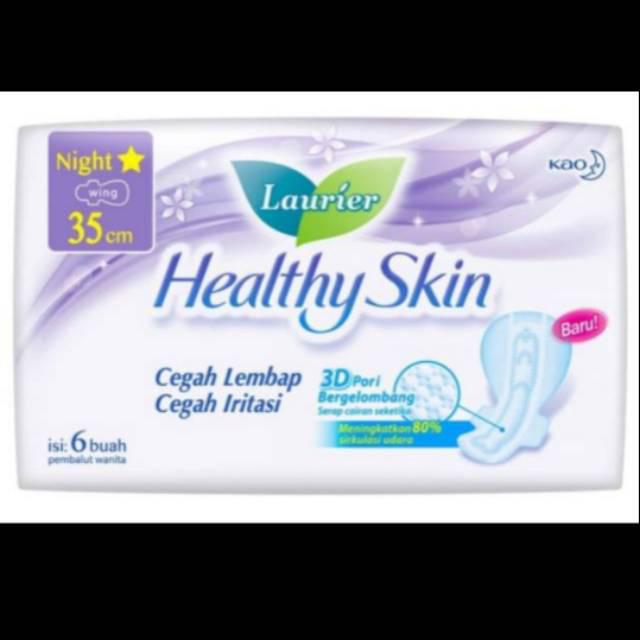 Night
wing
35 cm
Laurier
Kao
Healthy Skin
Baru!
Cegah Lembap
Cegah Iritasi
3D Pori
Bergelombang
Serap cairan seketika
Meningkatkan 80%
sirkulasi udara
isi: 6 buah
pembalut wanita